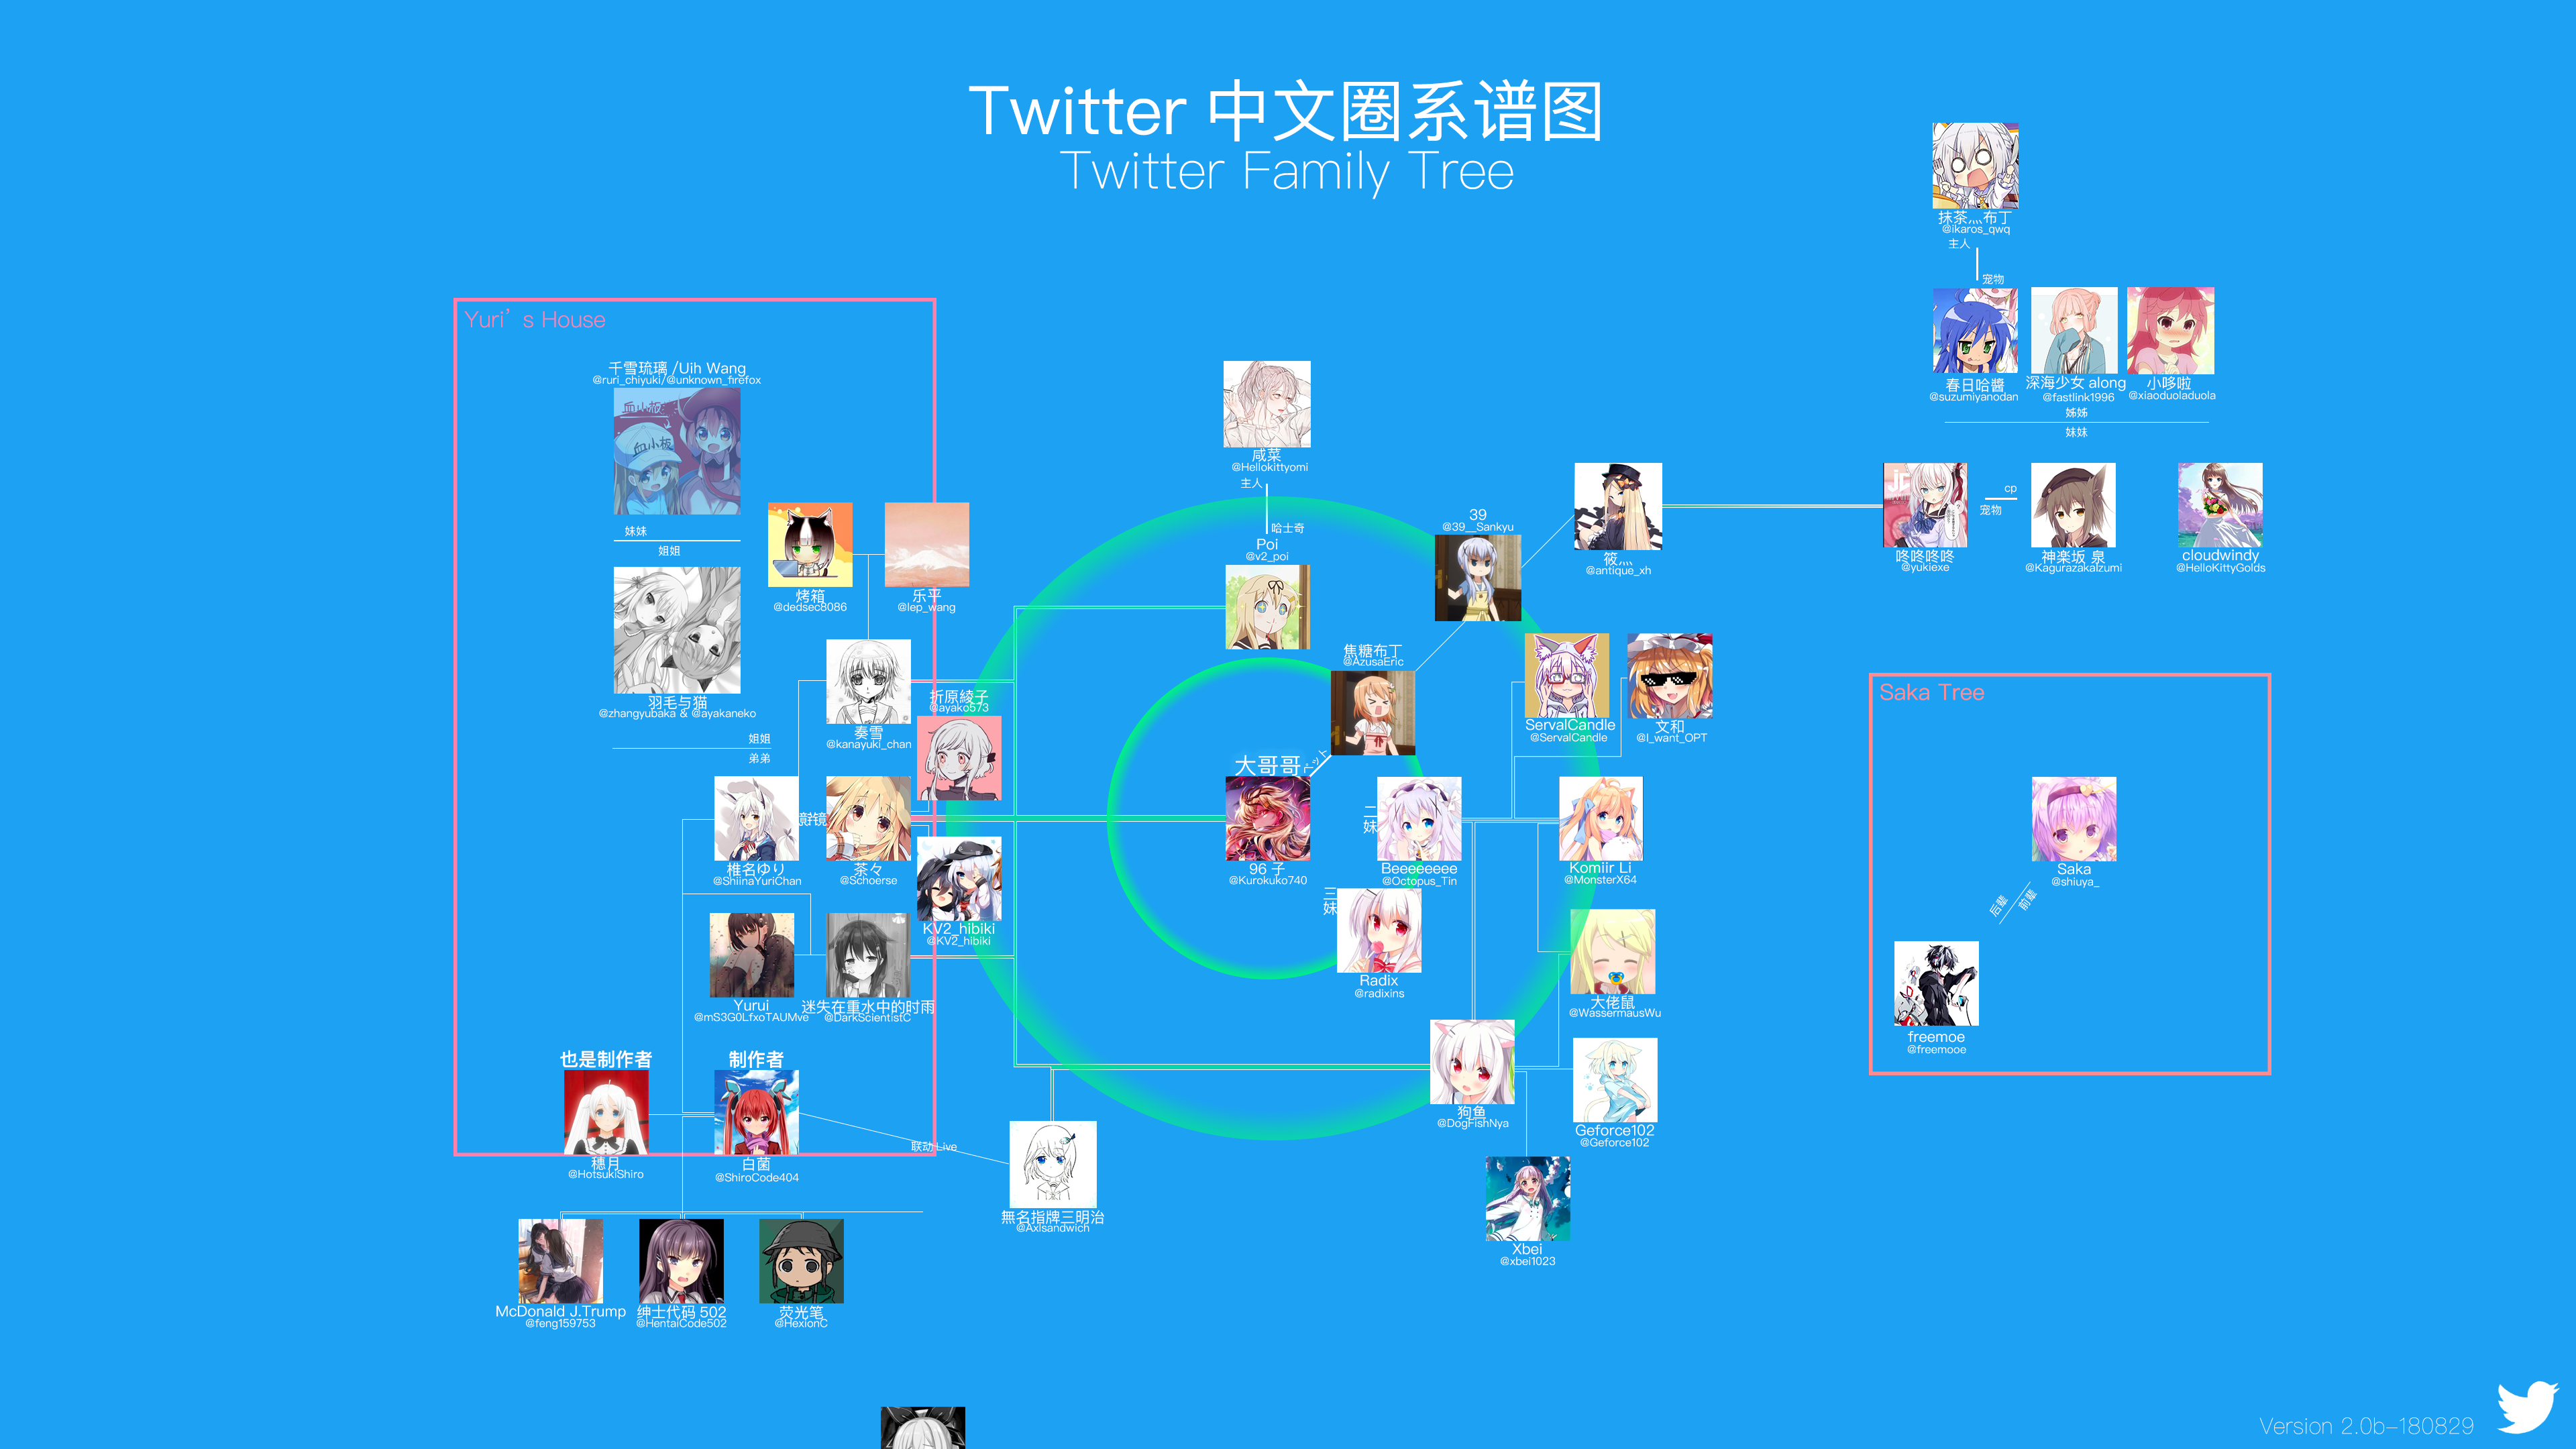 Twitter 中文圈系谱图
Twitter Family Tree
抹茶灬布丁
@ikaros_qwq
主人
宠物
春日哈醬
@suzumiyanodan
深海少女 along
@fastlink1996
小哆啦
@xiaoduoladuola
姊姊
妹妹
Yuri’s House
千雪琉璃 /Uih Wang
@ruri_chiyuki/@unknown_firefox
血小板
妹妹
姐姐
羽毛与猫
@zhangyubaka & @ayakaneko
姐姐
弟弟
烤箱
@dedsec8086
乐平
@lep_wang
奏雪
@kanayuki_chan
折原綾子
@ayako573
椎名ゆり
@ShiinaYuriChan
茶々
@Schoerse
KV2_hibiki
@KV2_hibiki
Yurui
@mS3G0LfxoTAUMve
迷失在重水中的时雨
@DarkScientistC
也是制作者
穗月
@HotsukiShiro
制作者
白菌
@ShiroCode404
联动 Live
無名指牌三明治
@Axlsandwich
McDonald J.Trump
@feng159753
绅士代码 502
@HentaiCode502
荧光笔
@HexionC
咸菜
@Hellokittyomi
主人
哈士奇
Poi
@v2_poi
39
@39__Sankyu
筱灬
@antique_xh
焦糖布丁
@AzusaEric
ペット
大哥哥
96 子
@Kurokuko740
二妹
Beeeeeeee
@Octopus_Tin
三妹
Radix
@radixins
ServalCandle
@ServalCandle
文和
@I_want_OPT
Komiir Li
@MonsterX64
大佬鼠
@WassermausWu
狗鱼
@DogFishNya
Geforce102
@Geforce102
Xbei
@xbei1023
咚咚咚咚
@yukiexe
cp
宠物
神楽坂 泉
@KagurazakaIzumi
cloudwindy
@HelloKittyGolds
Saka Tree
Saka
@shiuya_
后辈
前辈
freemoe
@freemooe
Version 2.0b-180829